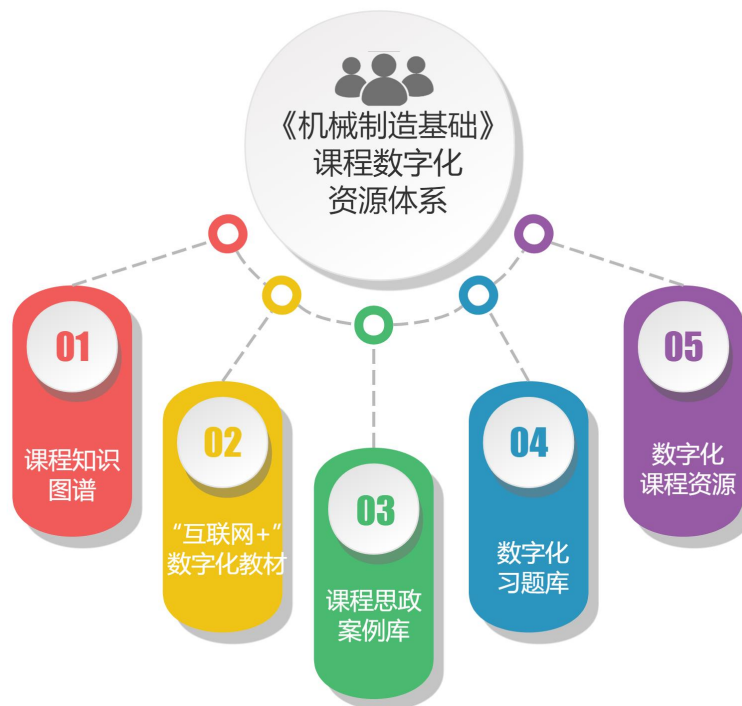 《机械制造基础》
课程数字化
资源体系
01
课程知识
图谱
02
“互联网+”
数字化教材
03
课程思政
案例库
04
数字化
习题库
05
数字化
课程资源